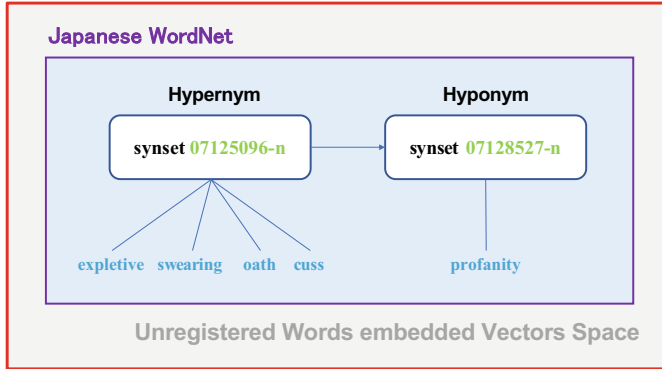 Japanese WordNet
Hypernym Hyponym
synset 07125096-n synset 07128527-n
expletive swearing oath cuss profanity
Unregistered Words embedded Vectors Space